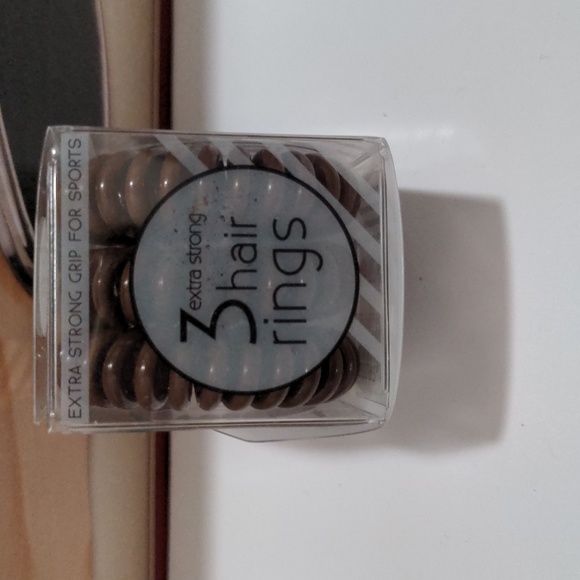 EXTRA STRONG GRIP FOR SPORTS
3 extra strong
hair
rings